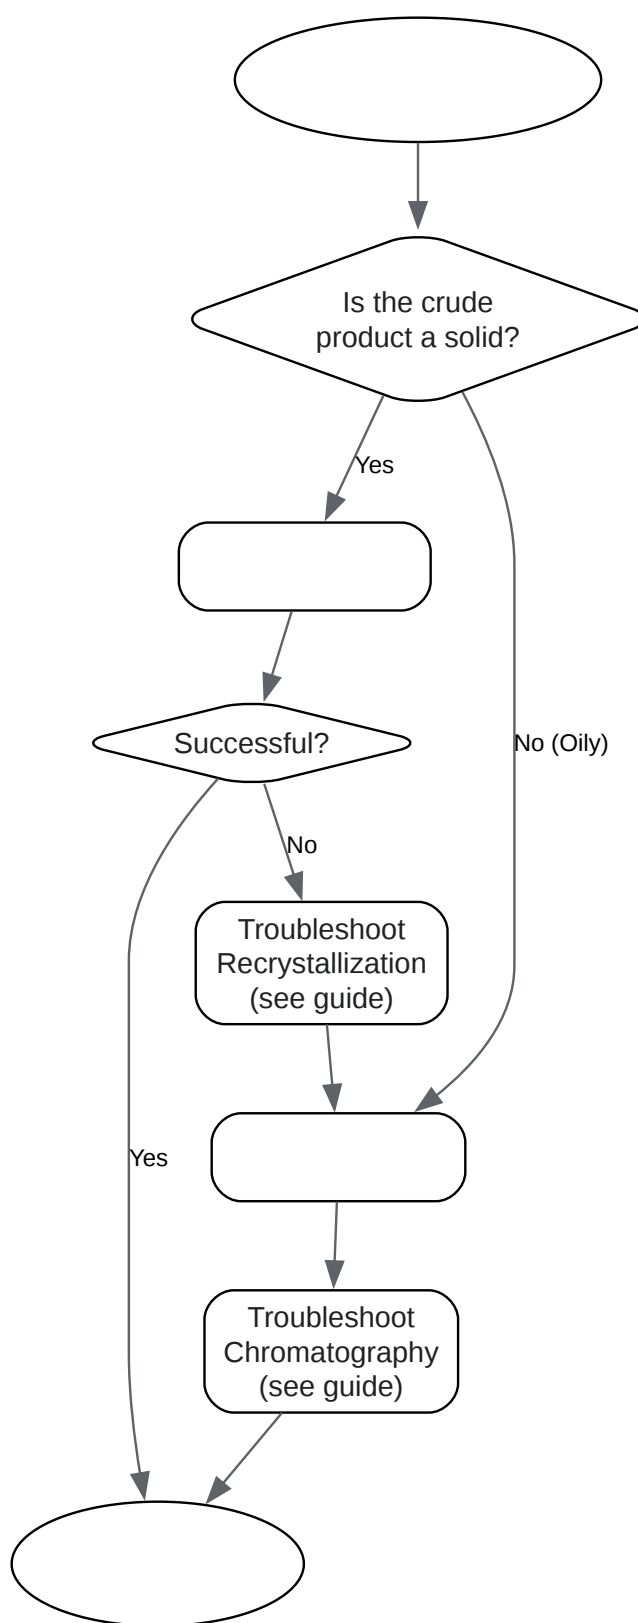 Is the crude
product a solid?
Yes
Successful?
No (Oily)
No
Troubleshoot
Recrystallization
(see guide)
Yes
Troubleshoot
Chromatography
(see guide)